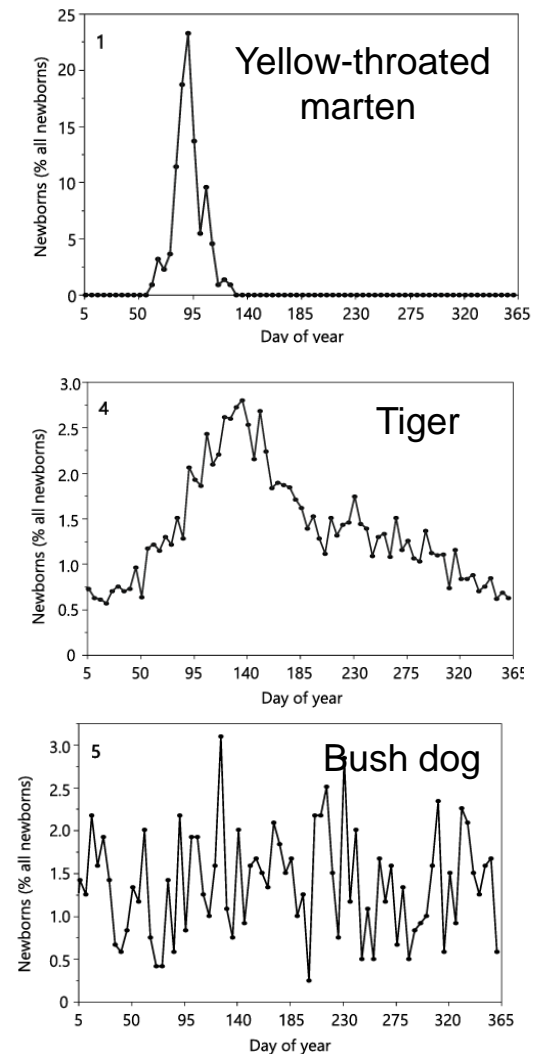 25
1
Yellow-throated
marten
20
15
10
5
0
Newborns (% all newborns)
5 50 95 140 185 230 275 320 365
Day of year
3.0
4
Tiger
2.5
2.0
1.5
1.0
0.5
0
Newborns (% all newborns)
5 50 95 140 185 230 275 320 365
Day of year
5
Bush dog
3.0
2.5
2.0
1.5
1.0
0.5
0
Newborns (% all newborns)
5 50 95 140 185 230 275 320 365
Day of year